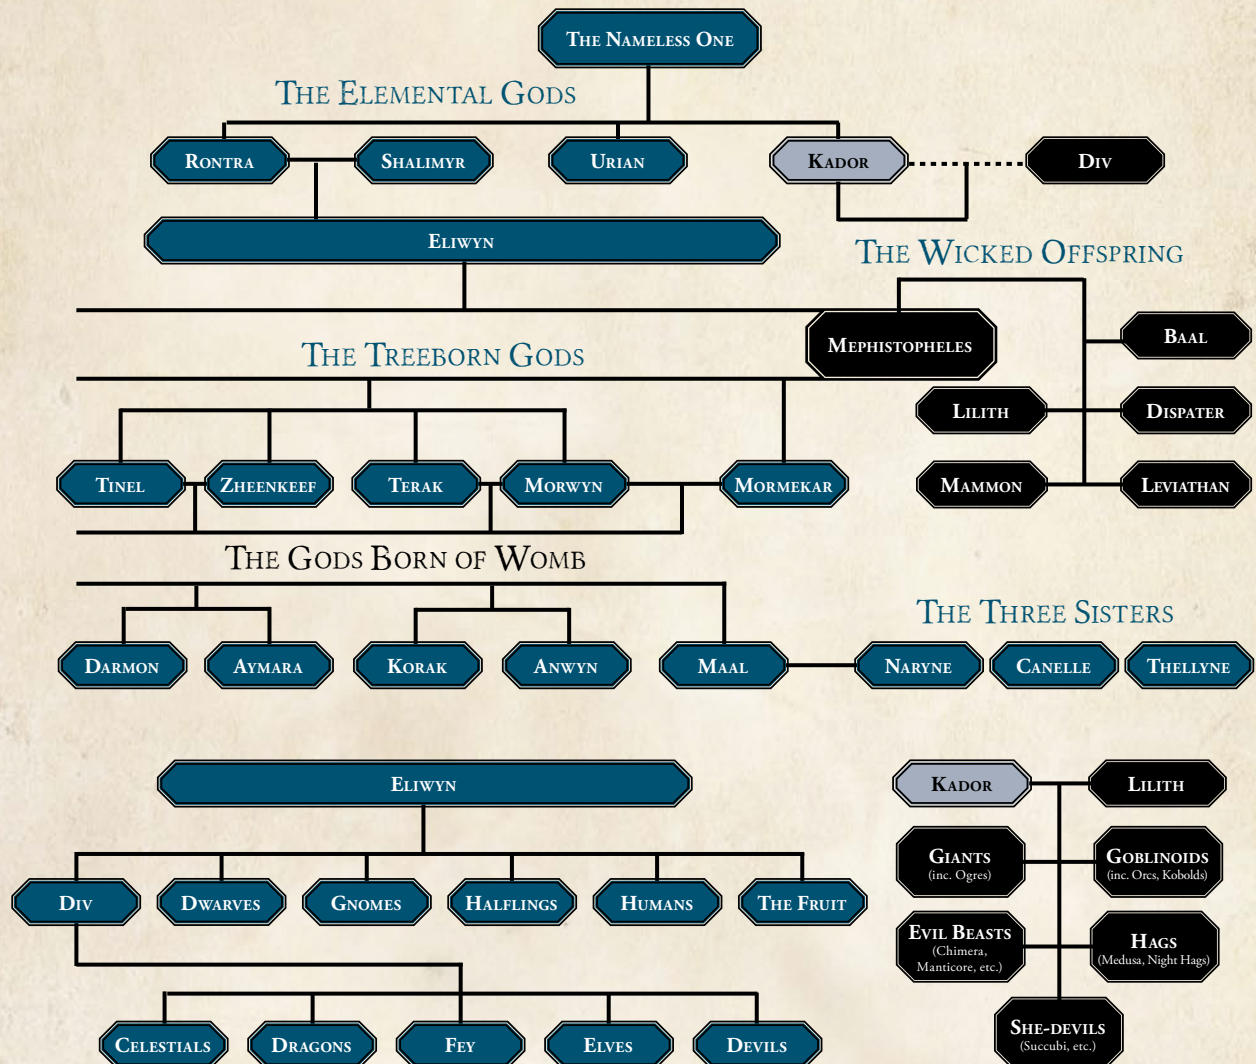 The Nameless One
The Elemental Gods
Rontra
Shalimyr
Urian
Kador
Div
Eliwyn
The Wicked Offspring
Mephistopheles
Baal
The Treeborn Gods
Lilith
Dispater
Tinel
Zheenkeef
Terak
Morwyn
Mormekar
Mammon
Leviathan
The Gods Born of Womb
The Three Sisters
Darmon
Aymara
Korak
Anwyn
Maal
Naryne
Canelle
Thellyne
Eliwyn
Kador
Lilith
Giants
(inc. Ogres)
Goblinoids
(inc. Orcs, Kobolds)
Div
Dwarves
Gnomes
Halflings
Humans
The Fruit
Evil Beasts
(Chimera,
Manticore, etc.)
Hags
(Medusa, Night Hags)
Celestials
Dragons
Fey
Elves
Devils
She-devils
(Succubi, etc.)